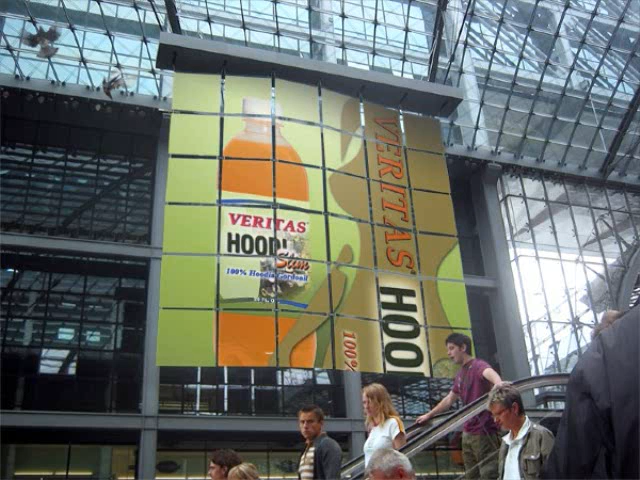 VERITAS
HOODI
Slim
100% Hoodia Gordonii
VERITAS
HOO
100%